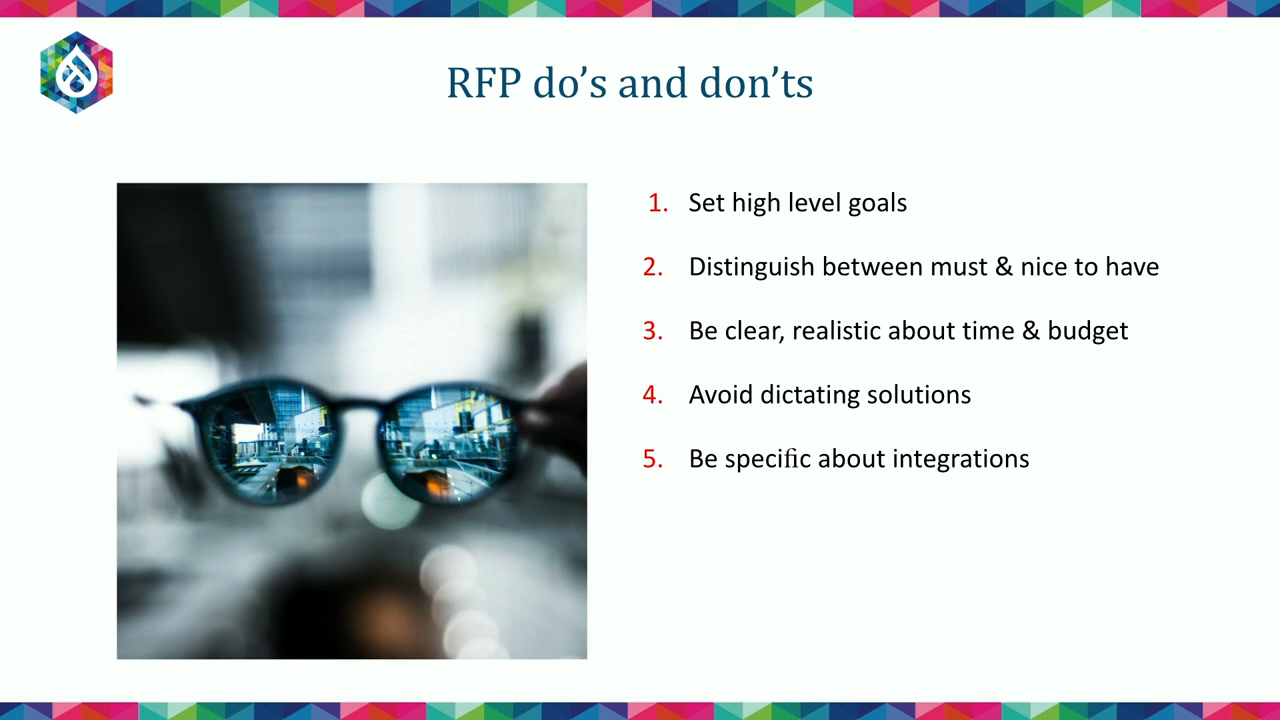 RFP do’s and don’ts
1. Set high level goals
2. Distinguish between must & nice to have
3. Be clear, realistic about time & budget
4. Avoid dictating solutions
5. Be specific about integrations